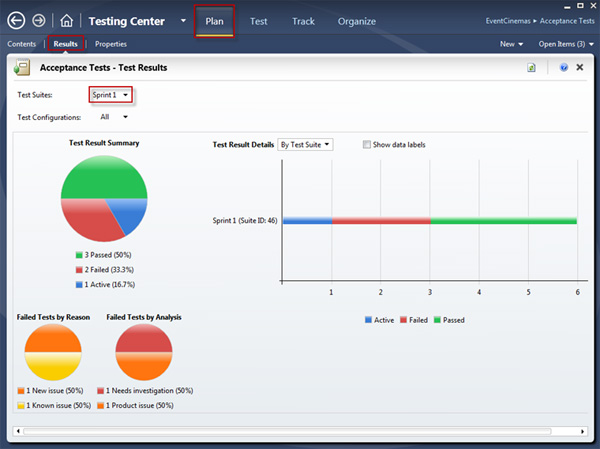 Testing Center Plan Test Track Organize EventCinemas ▸ Acceptance Tests
Contents Results Properties New Open Items (3)
Acceptance Tests - Test Results
Test Suites: Sprint 1
Test Configurations: All
Test Result Summary
3 Passed (50%)
2 Failed (33.3%)
1 Active (16.7%)
Test Result Details By Test Suite Show data labels
Sprint 1 (Suite ID: 46)
1 2 3 4 5 6
Active Failed Passed
Failed Tests by Reason
1 New issue (50%)
1 Known issue (50%)
Failed Tests by Analysis
1 Needs investigation (50%)
1 Product issue (50%)